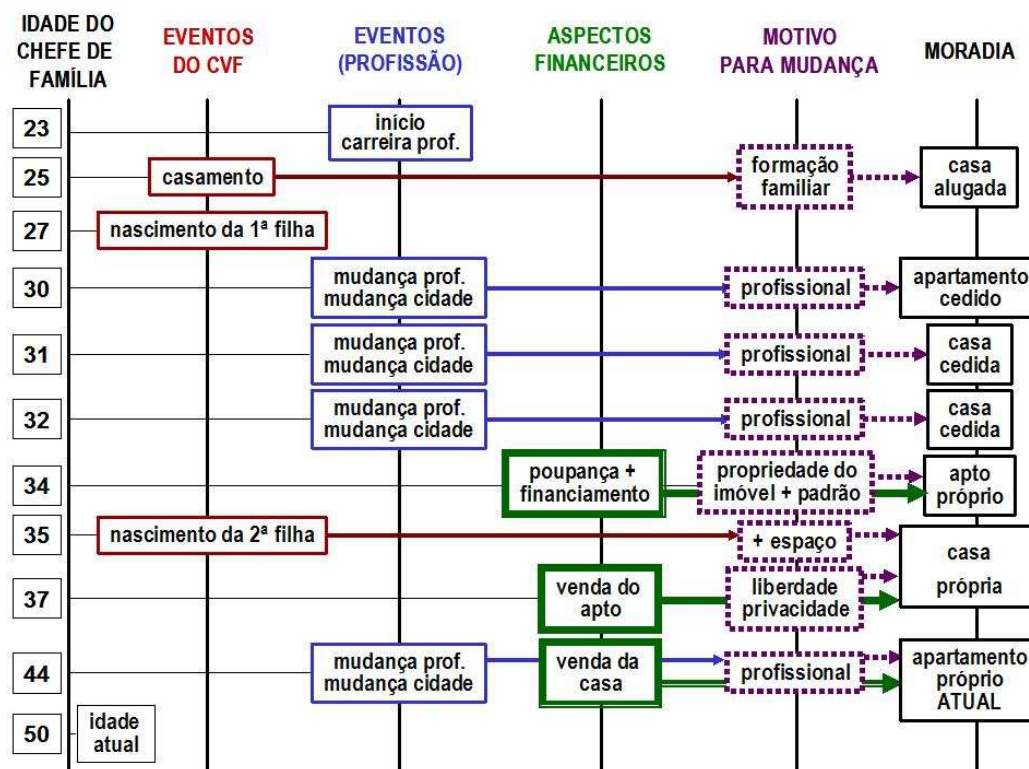 IDADE DO
CHEFE DE
FAMÍLIA
EVENTOS
DO CVF
EVENTOS
(PROFISSÃO)
ASPECTOS
FINANCEIROS
MOTIVO
PARA MUDANÇA
MORADIA
23
início
carreira prof.
25
casamento
formação
familiar
casa
alugada
27
nascimento da 1ª filha
30
mudança prof.
mudança cidade
profissional
apartamento
cedido
31
mudança prof.
mudança cidade
profissional
casa
cedida
32
mudança prof.
mudança cidade
profissional
casa
cedida
34
poupança +
financiamento
propriedade do
imóvel + padrão
apto
próprio
35
nascimento da 2ª filha
+ espaço
casa
própria
37
venda do
apto
liberdade
privacidade
44
mudança prof.
mudança cidade
venda da
casa
profissional
apartamento
próprio
ATUAL
50
idade
atual